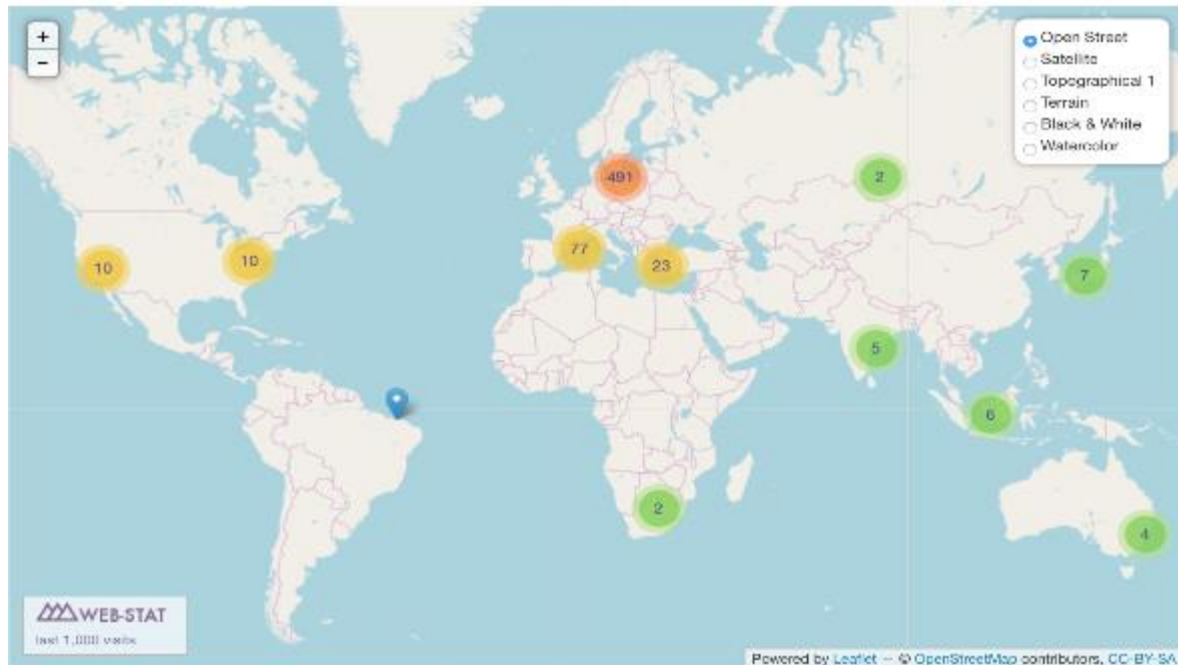 +
−
Open Street
Satellite
Topographical 1
Terrain
Black & White
Watercolor
491
2
77
10
10
23
7
5
6
2
4
WEB-STAT
last 1,000 visits
Powered by Leaflet — © OpenStreetMap contributors, CC-BY-SA